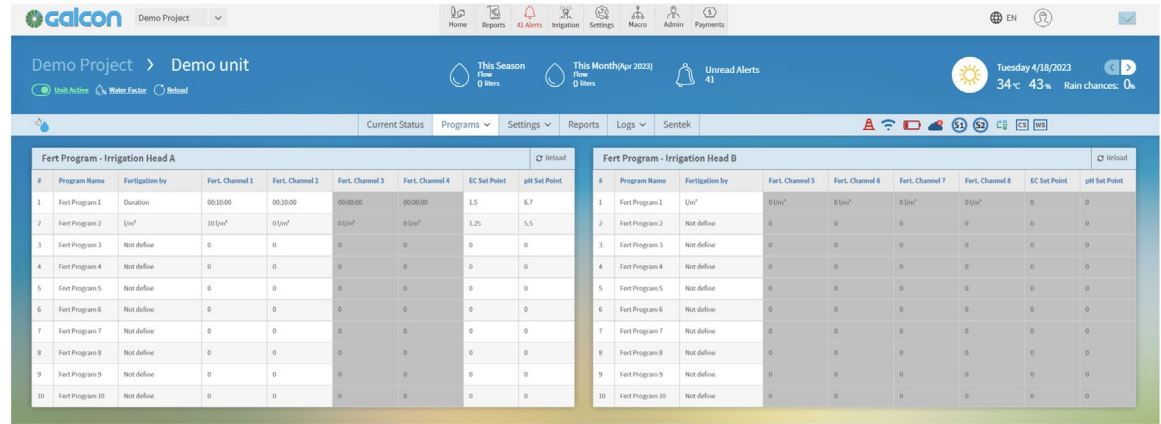 Galcon Demo Project
Home Reports 41 Alerts Irrigation Settings Macro Admin Payments
EN
Demo Project > Demo unit
Unit Active Water Factor Reload
This Season
Flow
0 liters
This Month(Apr 2023)
Flow
0 liters
Unread Alerts
41
Tuesday 4/18/2023
34°C 43% Rain chances: 0%
Current Status Programs Settings Reports Logs Sentek
S1 S2 CS WS
Fert Program - Irrigation Head A Reload
# Program Name Fertigation by Fert. Channel 1 Fert. Channel 2 Fert. Channel 3 Fert. Channel 4 EC Set Point pH Set Point
1 Fert Program 1 Duration 00:10:00 00:10:00 00:00:00 00:00:00 1.5 6.7
2 Fert Program 2 l/m³ 10 l/m³ 0 l/m³ 0 l/m³ 0 l/m³ 1.25 5.5
3 Fert Program 3 Not define 0 0 0 0 0 0
4 Fert Program 4 Not define 0 0 0 0 0 0
5 Fert Program 5 Not define 0 0 0 0 0 0
6 Fert Program 6 Not define 0 0 0 0 0 0
7 Fert Program 7 Not define 0 0 0 0 0 0
8 Fert Program 8 Not define 0 0 0 0 0 0
9 Fert Program 9 Not define 0 0 0 0 0 0
10 Fert Program 10 Not define 0 0 0 0 0 0
Fert Program - Irrigation Head B Reload
# Program Name Fertigation by Fert. Channel 5 Fert. Channel 6 Fert. Channel 7 Fert. Channel 8 EC Set Point pH Set Point
1 Fert Program 1 l/m³ 0 l/m³ 0 l/m³ 0 l/m³ 0 l/m³ 0 0
2 Fert Program 2 Not define 0 0 0 0 0 0
3 Fert Program 3 Not define 0 0 0 0 0 0
4 Fert Program 4 Not define 0 0 0 0 0 0
5 Fert Program 5 Not define 0 0 0 0 0 0
6 Fert Program 6 Not define 0 0 0 0 0 0
7 Fert Program 7 Not define 0 0 0 0 0 0
8 Fert Program 8 Not define 0 0 0 0 0 0
9 Fert Program 9 Not define 0 0 0 0 0 0
10 Fert Program 10 Not define 0 0 0 0 0 0